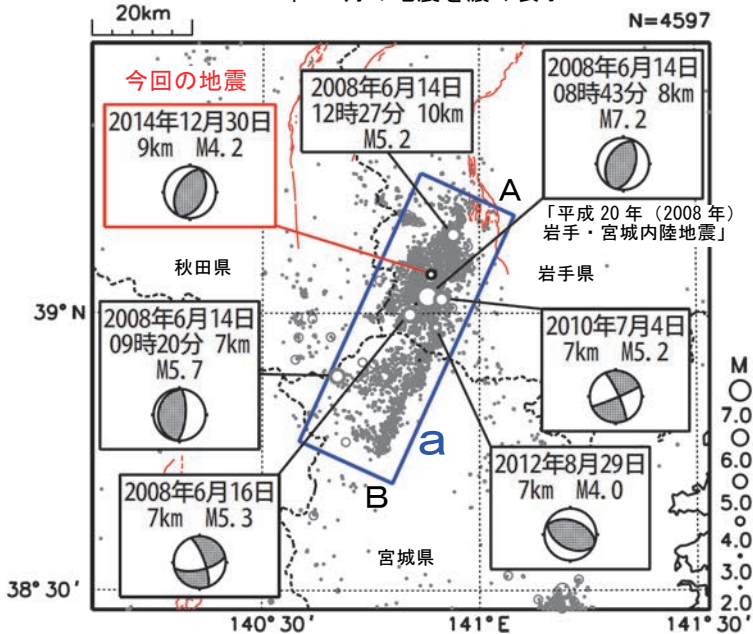 20km
N=4597
今回の地震
2014年12月30日
9km M4.2
2008年6月14日
12時27分 10km
M5.2
2008年6月14日
08時43分 8km
M7.2
「平成20年（2008年）
岩手・宮城内陸地震」
A
秋田県
岩手県
39°N
2008年6月14日
09時20分 7km
M5.7
2010年7月4日
7km M5.2
a
B
2008年6月16日
7km M5.3
2012年8月29日
7km M4.0
宮城県
M
7.0
6.0
5.0
4.0
3.0
2.0
38°30'
140°30'
141°E
141°30'